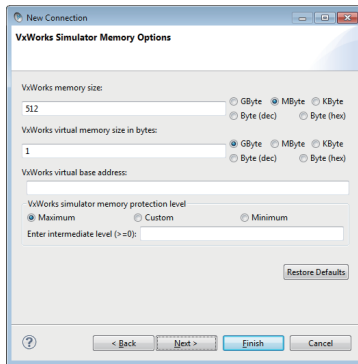 New Connection
VxWorks Simulator Memory Options
VxWorks memory size:
512
GByte MByte KByte
Byte (dec) Byte (hex)
VxWorks virtual memory size in bytes:
1
GByte MByte KByte
Byte (dec) Byte (hex)
VxWorks virtual base address:
VxWorks simulator memory protection level
Maximum Custom Minimum
Enter intermediate level (>=0):
Restore Defaults
? < Back Next > Finish Cancel